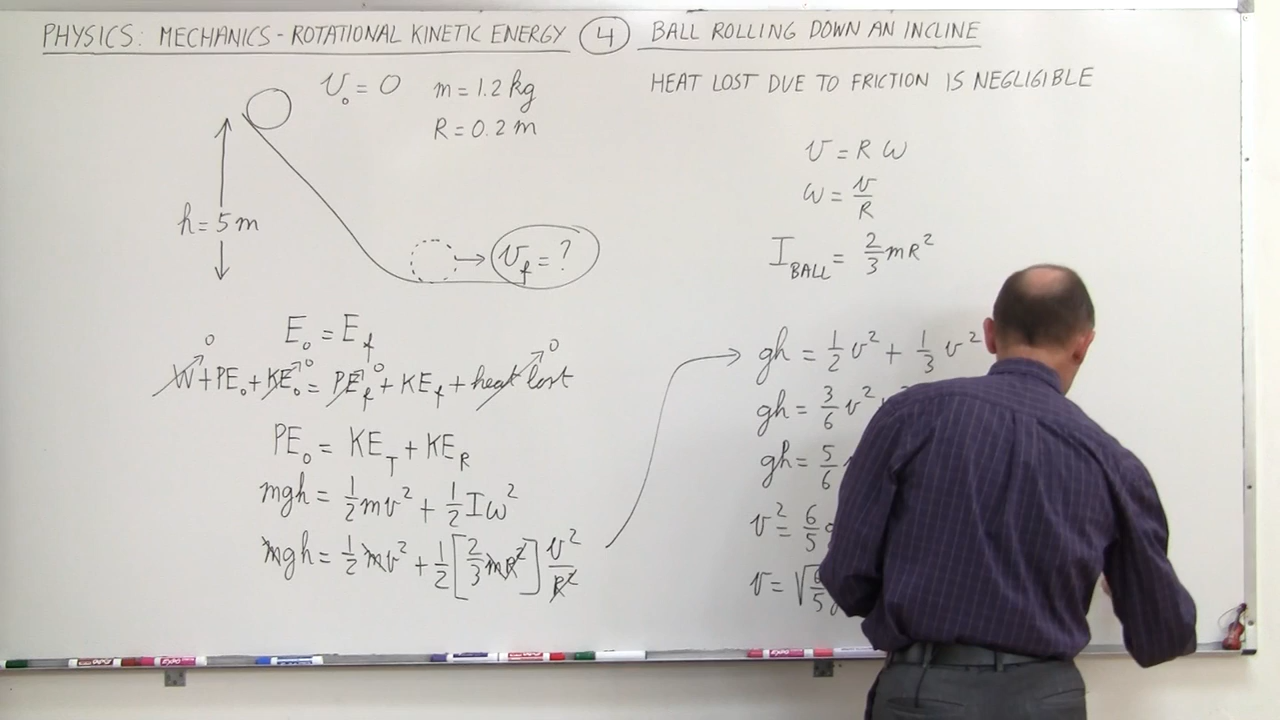 PHYSICS: MECHANICS - ROTATIONAL KINETIC ENERGY 4 BALL ROLLING DOWN AN INCLINE
HEAT LOST DUE TO FRICTION IS NEGLIGIBLE
v₀ = 0
m = 1.2 kg
R = 0.2 m
h = 5 m
v_f = ?
E₀ = E_f
0 0 0 0
W + PE₀ + KE₀ = PE_f + KE_f + heat lost
PE₀ = KE_T + KE_R
mgh = 1/2 mv² + 1/2 Iω²
mgh = 1/2 mv² + 1/2 [2/3 mR²] v²/R²
v = R ω
ω = v/R
I_BALL = 2/3 mR²
gh = 1/2 v² + 1/3 v²
gh = 3/6 v²
gh = 5/6
v² = 6/5
v = √6/5 g